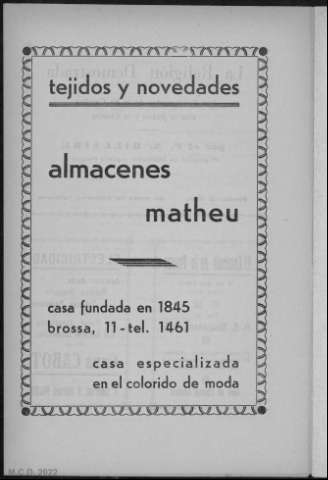 tejidos y novedades
almacenes
matheu
casa fundada en 1845
brossa, 11 - tel. 1461
casa especializada
en el colorido de moda
M.C.D. 2022